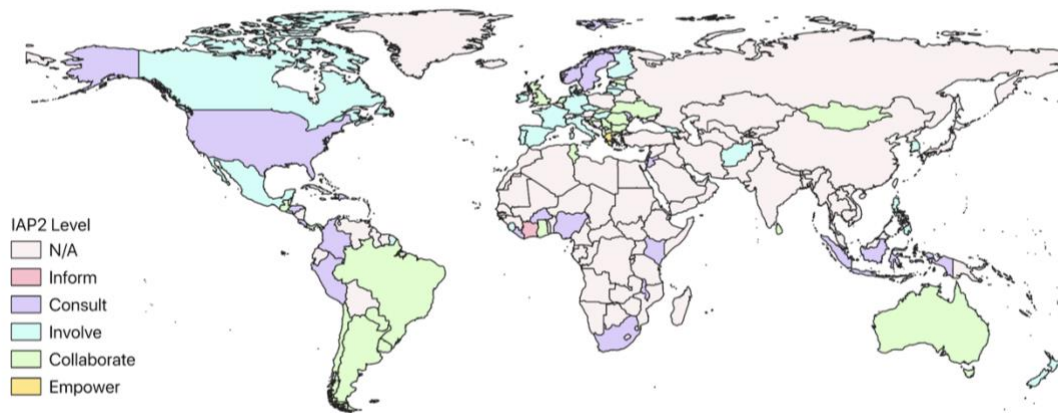 IAP2 Level
N/A
Inform
Consult
Involve
Collaborate
Empower